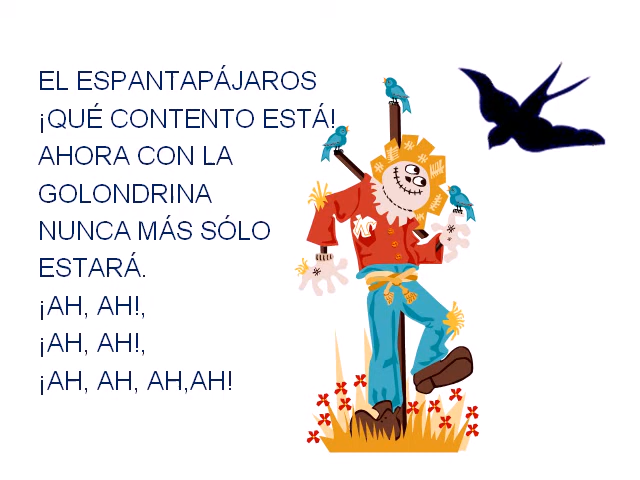 EL ESPANTAPÁJAROS
¡QUÉ CONTENTO ESTÁ!
AHORA CON LA
GOLONDRINA
NUNCA MÁS SÓLO
ESTARÁ.
¡AH, AH!,
¡AH, AH!,
¡AH, AH, AH,AH!